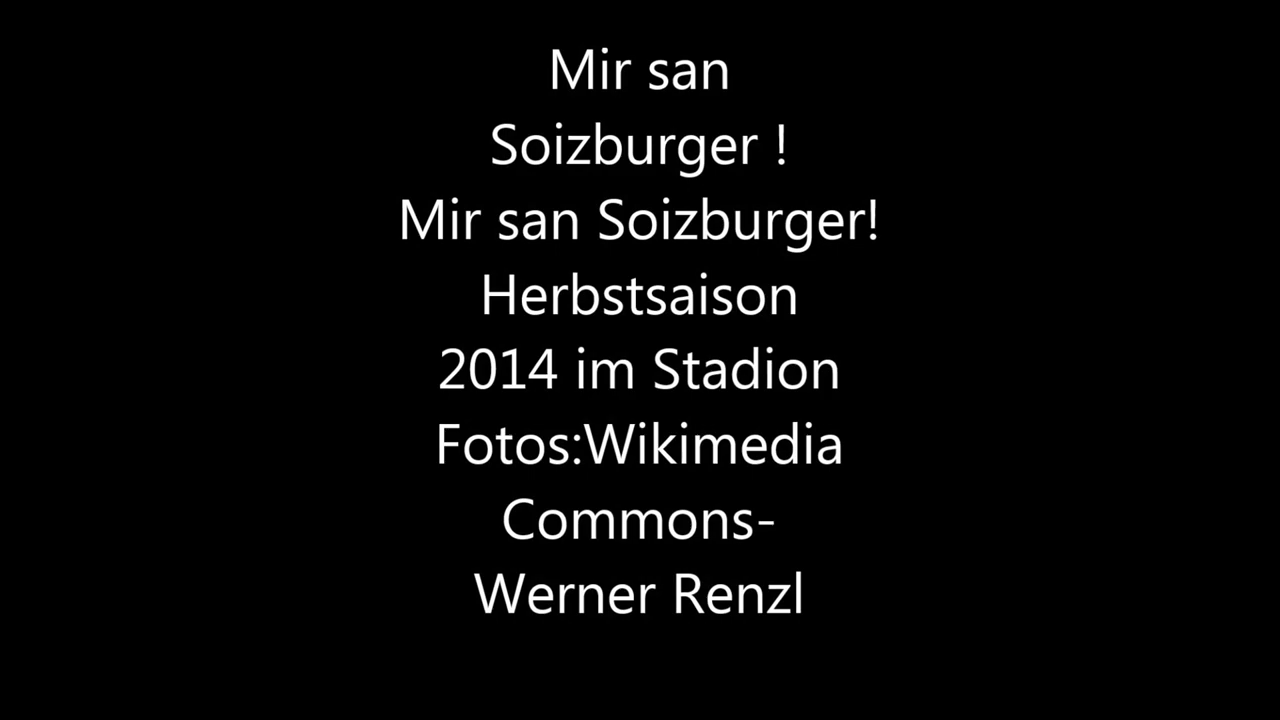 Mir san
Soizburger !
Mir san Soizburger!
Herbstsaison
2014 im Stadion
Fotos:Wikimedia
Commons-
Werner Renzl